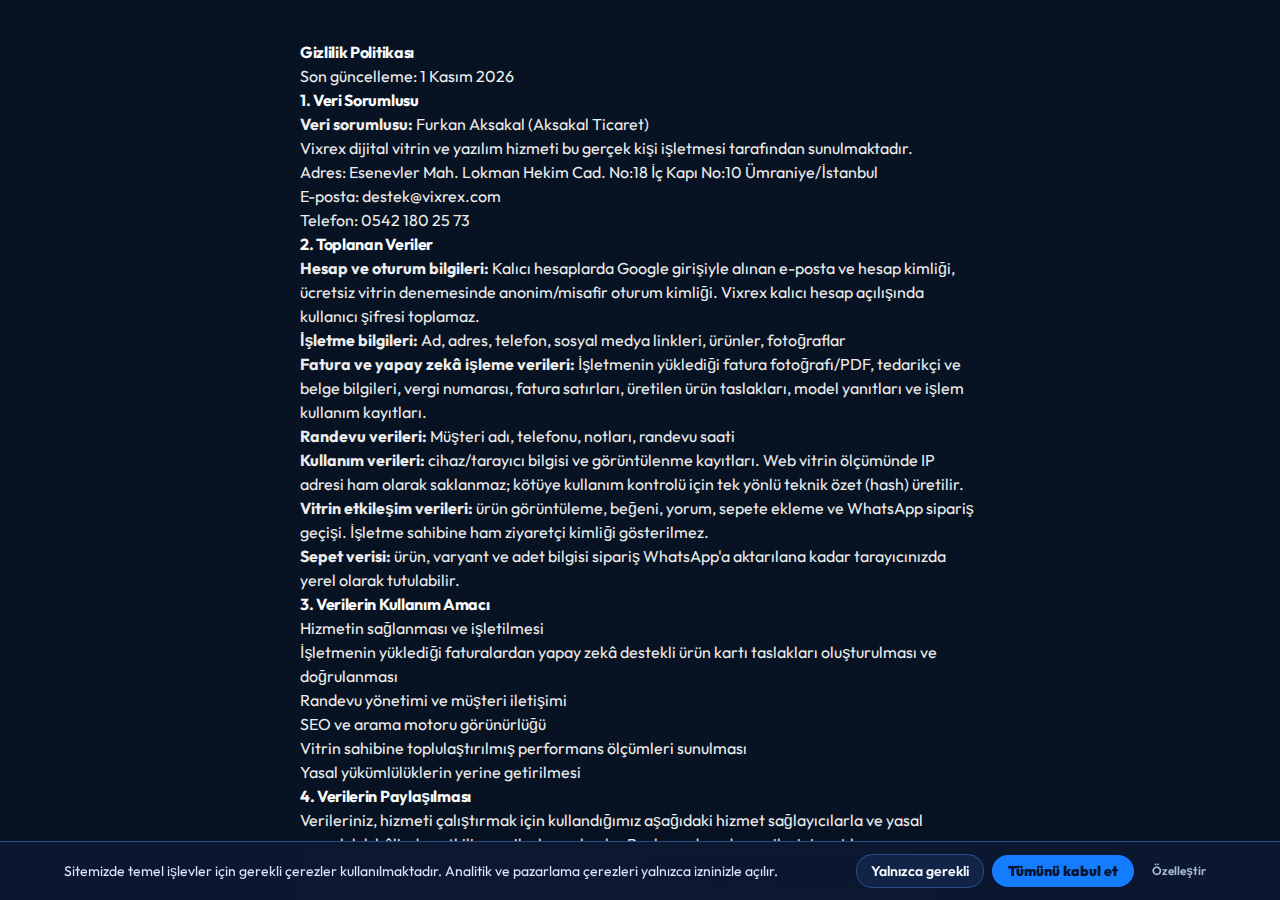 Gizlilik Politikası
Son güncelleme: 1 Kasım 2026
1. Veri Sorumlusu
Veri sorumlusu: Furkan Aksakal (Aksakal Ticaret)
Vixrex dijital vitrin ve yazılım hizmeti bu gerçek kişi işletmesi tarafından sunulmaktadır.
Adres: Esenevler Mah. Lokman Hekim Cad. No:18 İç Kapı No:10 Ümraniye/İstanbul
E-posta: destek@vixrex.com
Telefon: 0542 180 25 73
2. Toplanan Veriler
Hesap ve oturum bilgileri: Kalıcı hesaplarda Google girişiyle alınan e-posta ve hesap kimliği,
ücretsiz vitrin denemesinde anonim/misafir oturum kimliği. Vixrex kalıcı hesap açılışında
kullanıcı şifresi toplamaz.
İşletme bilgileri: Ad, adres, telefon, sosyal medya linkleri, ürünler, fotoğraflar
Fatura ve yapay zekâ işleme verileri: İşletmenin yüklediği fatura fotoğrafı/PDF, tedarikçi ve
belge bilgileri, vergi numarası, fatura satırları, üretilen ürün taslakları, model yanıtları ve işlem
kullanım kayıtları.
Randevu verileri: Müşteri adı, telefonu, notları, randevu saati
Kullanım verileri: cihaz/tarayıcı bilgisi ve görüntülenme kayıtları. Web vitrin ölçümünde IP
adresi ham olarak saklanmaz; kötüye kullanım kontrolü için tek yönlü teknik özet (hash) üretilir.
Vitrin etkileşim verileri: ürün görüntüleme, beğeni, yorum, sepete ekleme ve WhatsApp sipariş
geçişi. İşletme sahibine ham ziyaretçi kimliği gösterilmez.
Sepet verisi: ürün, varyant ve adet bilgisi sipariş WhatsApp'a aktarılana kadar tarayıcınızda
yerel olarak tutulabilir.
3. Verilerin Kullanım Amacı
Hizmetin sağlanması ve işletilmesi
İşletmenin yüklediği faturalardan yapay zekâ destekli ürün kartı taslakları oluşturulması ve
doğrulanması
Randevu yönetimi ve müşteri iletişimi
SEO ve arama motoru görünürlüğü
Vitrin sahibine toplulaştırılmış performans ölçümleri sunulması
Yasal yükümlülüklerin yerine getirilmesi
4. Verilerin Paylaşılması
Verileriniz, hizmeti çalıştırmak için kullandığımız aşağıdaki hizmet sağlayıcılarla ve yasal
Sitemizde temel işlevler için gerekli çerezler kullanılmaktadır. Analitik ve pazarlama çerezleri yalnızca izninizle açılır.
Yalnızca gerekli
Tümünü kabul et
Özelleştir